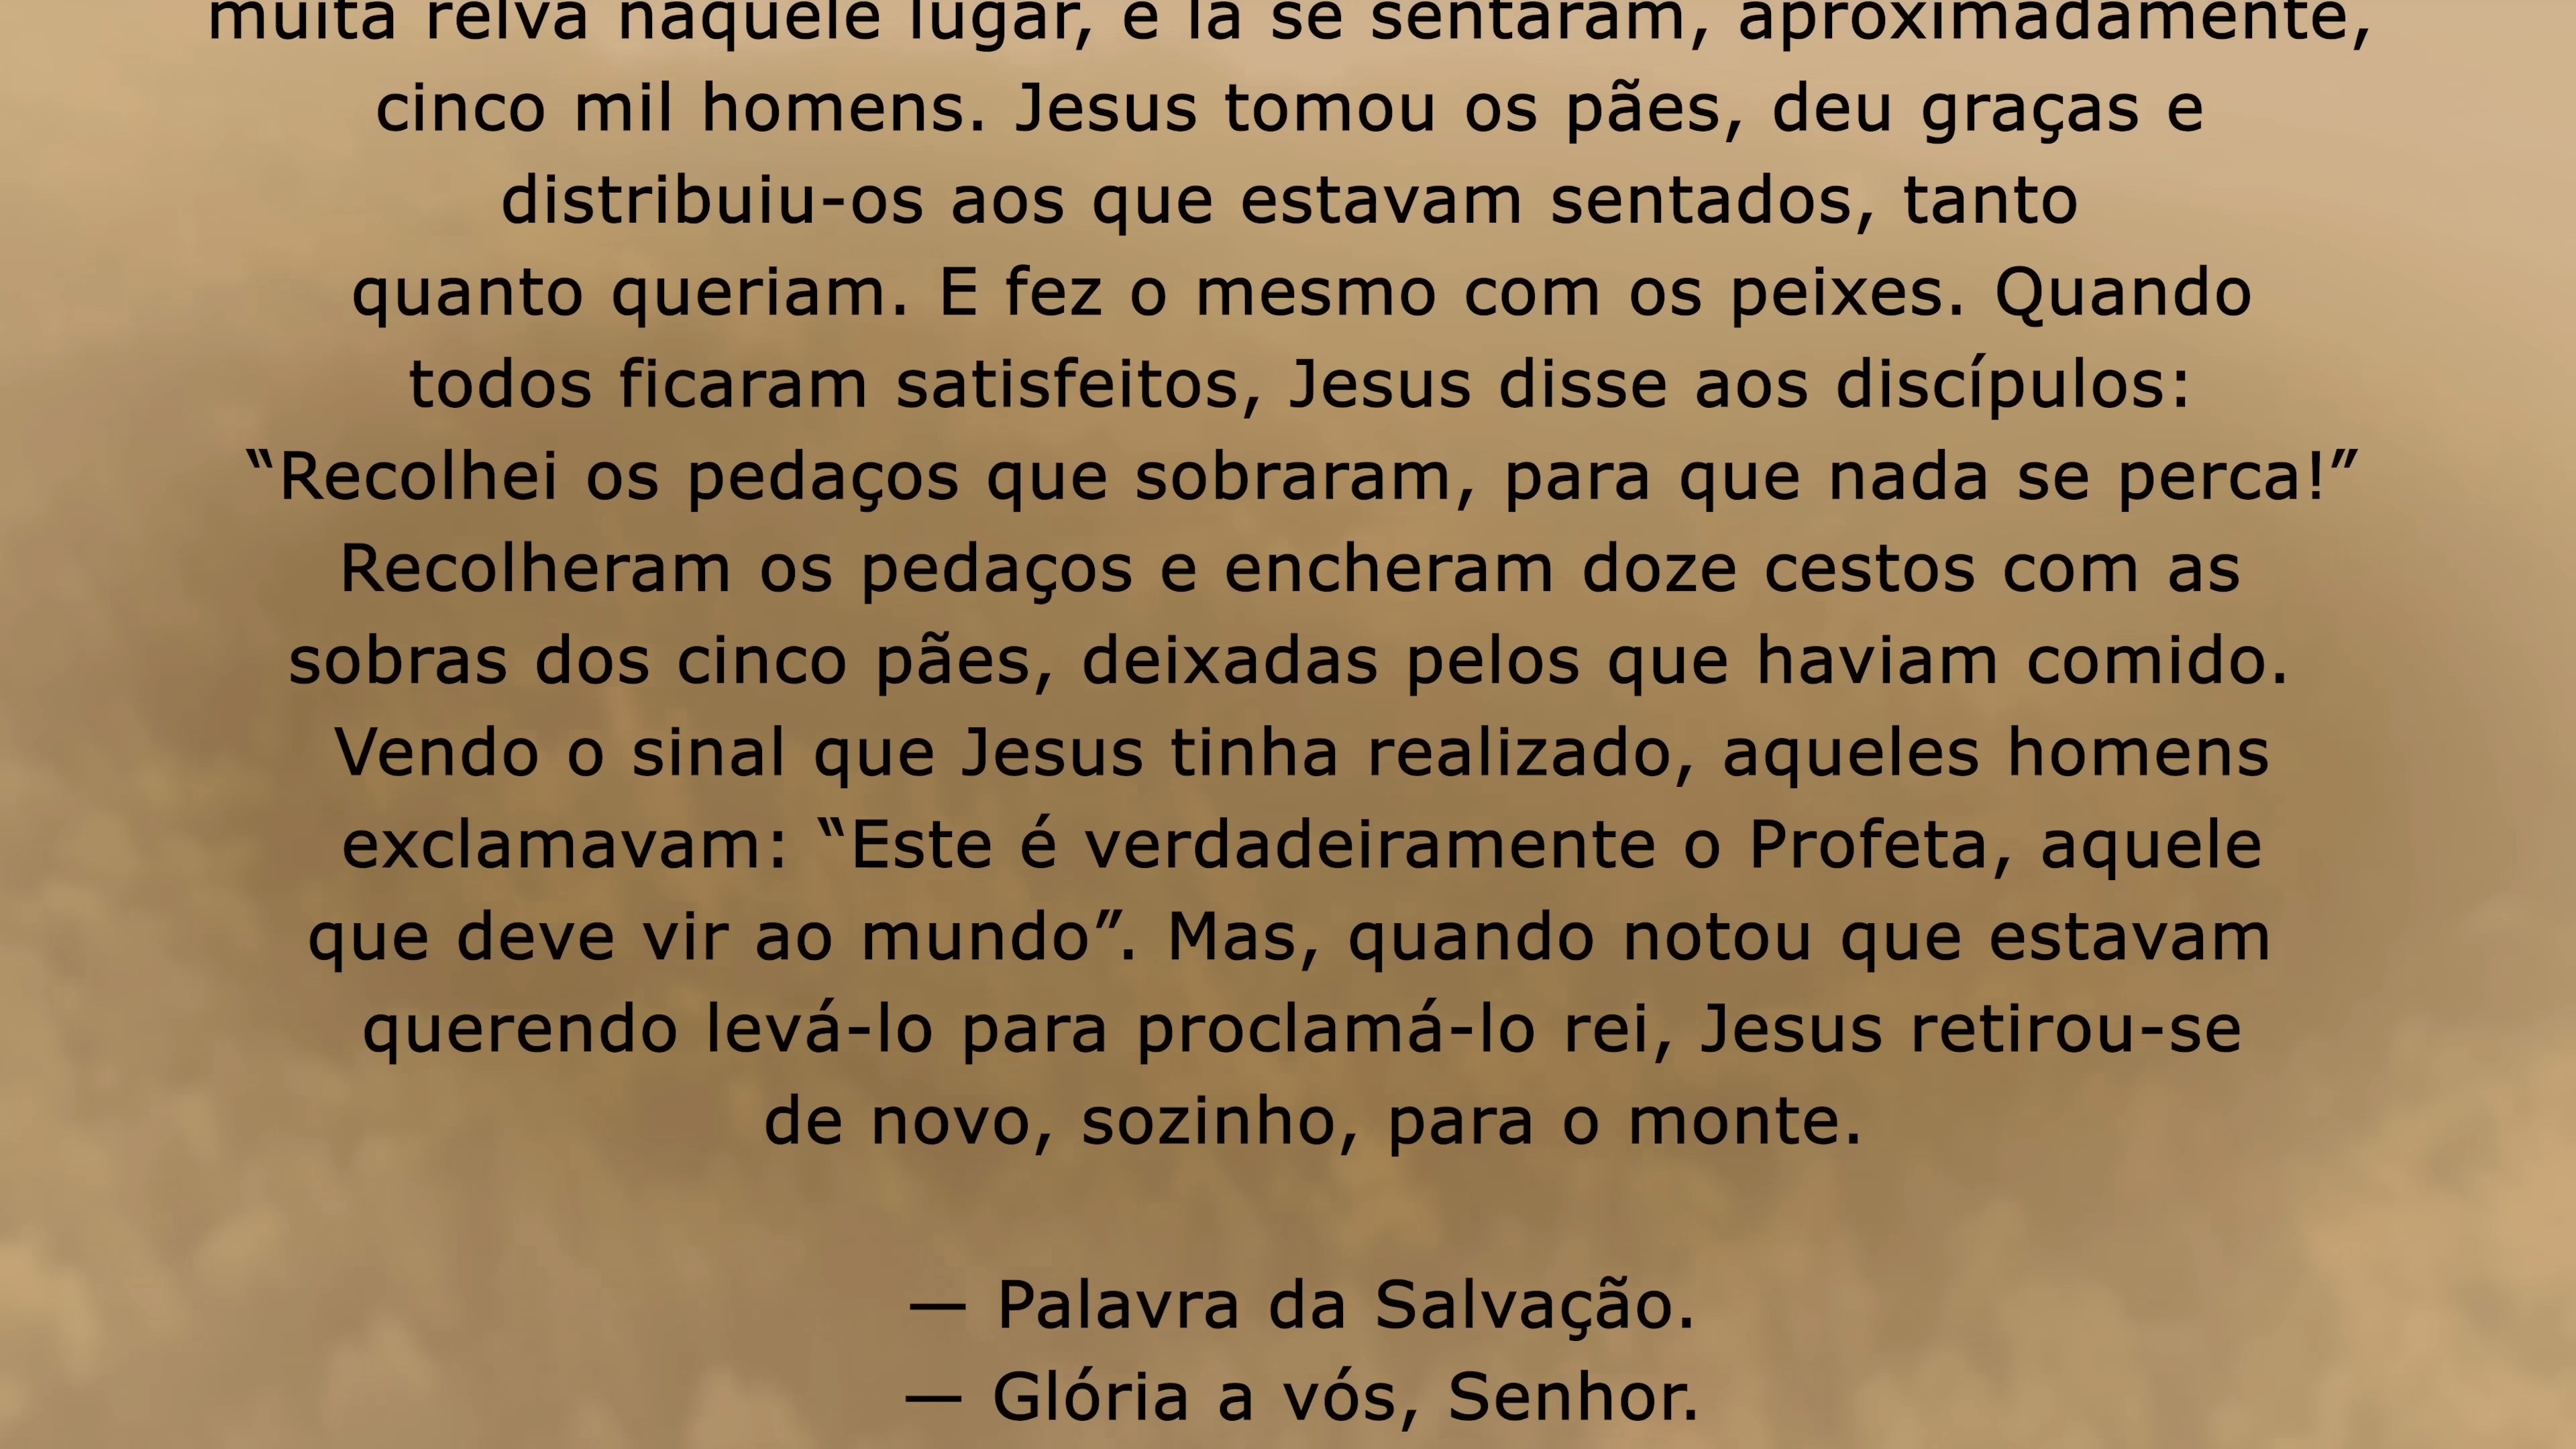 muita relva naquele lugar, e lá se sentaram, aproximadamente,
cinco mil homens. Jesus tomou os pães, deu graças e
distribuiu-os aos que estavam sentados, tanto
quanto queriam. E fez o mesmo com os peixes. Quando
todos ficaram satisfeitos, Jesus disse aos discípulos:
“Recolhei os pedaços que sobraram, para que nada se perca!”
Recolheram os pedaços e encheram doze cestos com as
sobras dos cinco pães, deixadas pelos que haviam comido.
Vendo o sinal que Jesus tinha realizado, aqueles homens
exclamavam: “Este é verdadeiramente o Profeta, aquele
que deve vir ao mundo”. Mas, quando notou que estavam
querendo levá-lo para proclamá-lo rei, Jesus retirou-se
de novo, sozinho, para o monte.
— Palavra da Salvação.
— Glória a vós, Senhor.